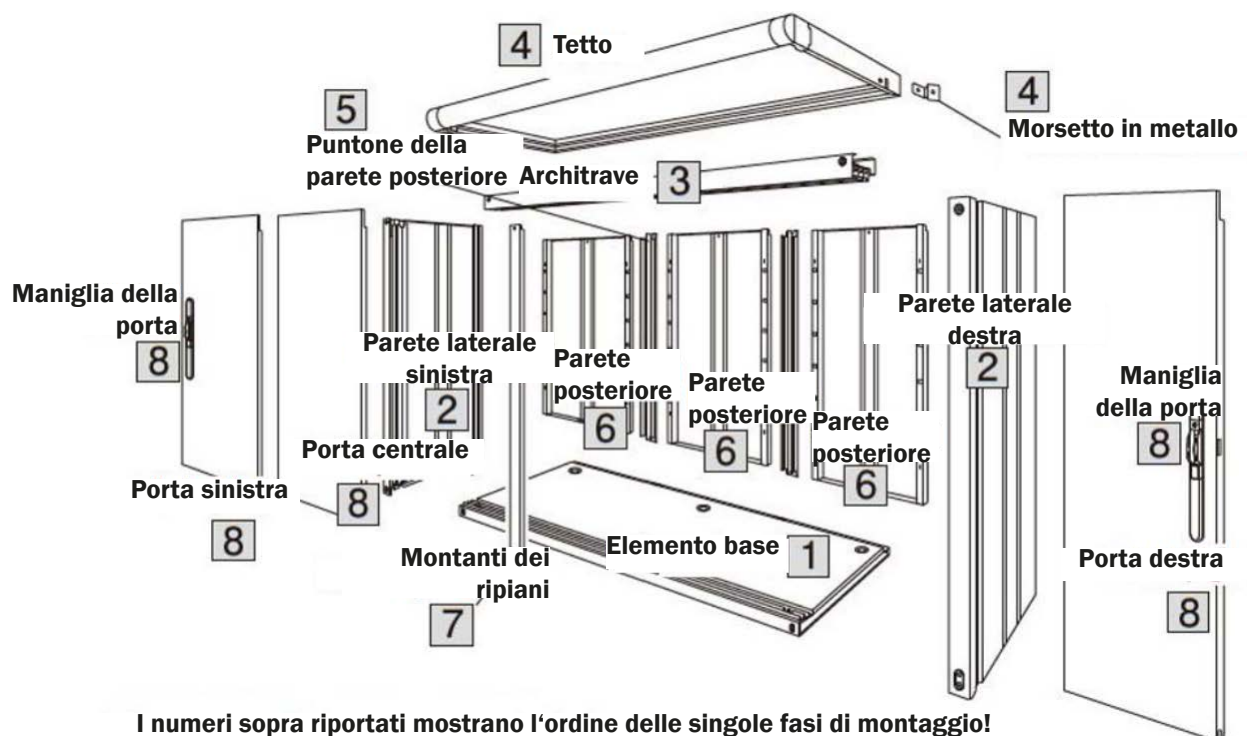 4 Tetto
4
Morsetto in metallo
5
Puntone della
parete posteriore
Architrave 3
Maniglia della
porta
8
Parete laterale
sinistra
2
Parete
posteriore
6
Parete
posteriore
6
Parete
posteriore
6
Parete laterale
destra
2
Maniglia
della porta
8
Porta centrale
8
Porta sinistra
8
Montanti dei
ripiani
7
Elemento base 1
Porta destra
8
I numeri sopra riportati mostrano l‘ordine delle singole fasi di montaggio!